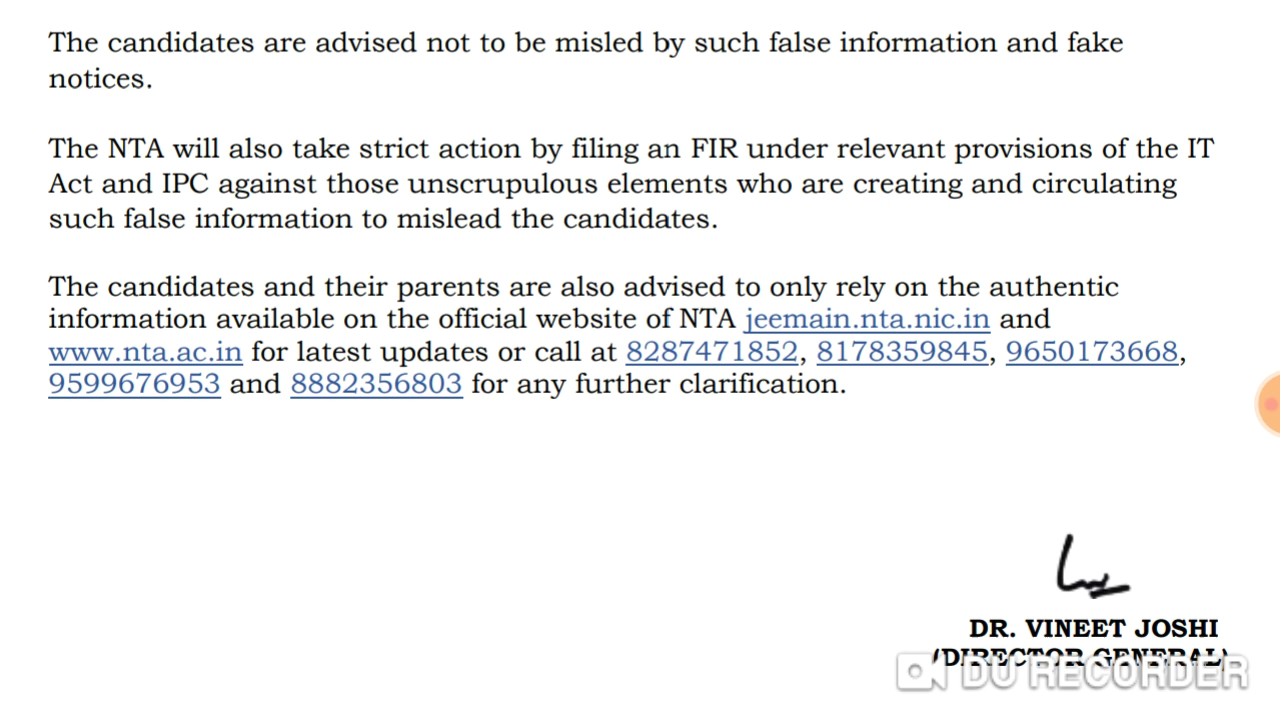 The candidates are advised not to be misled by such false information and fake
notices.
The NTA will also take strict action by filing an FIR under relevant provisions of the IT
Act and IPC against those unscrupulous elements who are creating and circulating
such false information to mislead the candidates.
The candidates and their parents are also advised to only rely on the authentic
information available on the official website of NTA jeemain.nta.nic.in and
www.nta.ac.in for latest updates or call at 8287471852, 8178359845, 9650173668,
9599676953 and 8882356803 for any further clarification.
DR. VINEET JOSHI
(DIRECTOR GENERAL)
DU RECORDER